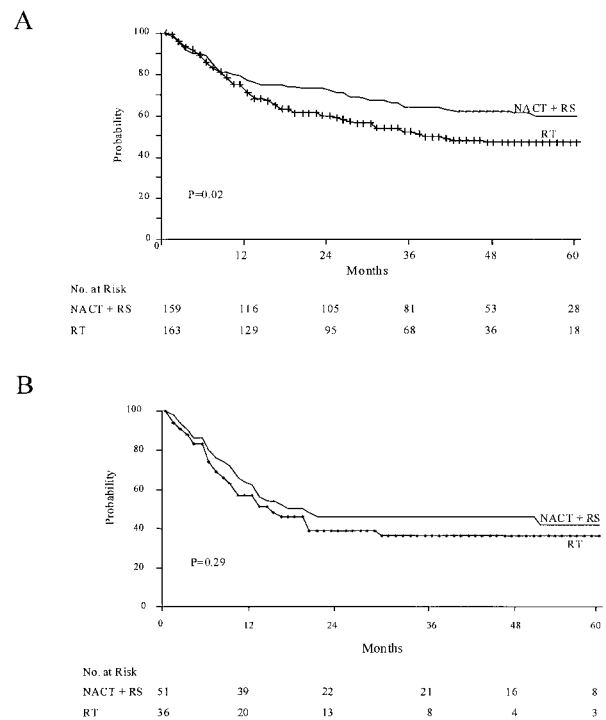 A
100
80
60
40
20
0
Probability
NACT + RS
RT
P=0.02
0 12 24 36 48 60
Months
No. at Risk
NACT + RS 159 116 105 81 53 28
RT 163 129 95 68 36 18
B
100
80
60
40
20
0
Probability
NACT + RS
RT
P=0.29
0 12 24 36 48 60
Months
No. at Risk
NACT + RS 51 39 22 21 16 8
RT 36 20 13 8 4 3